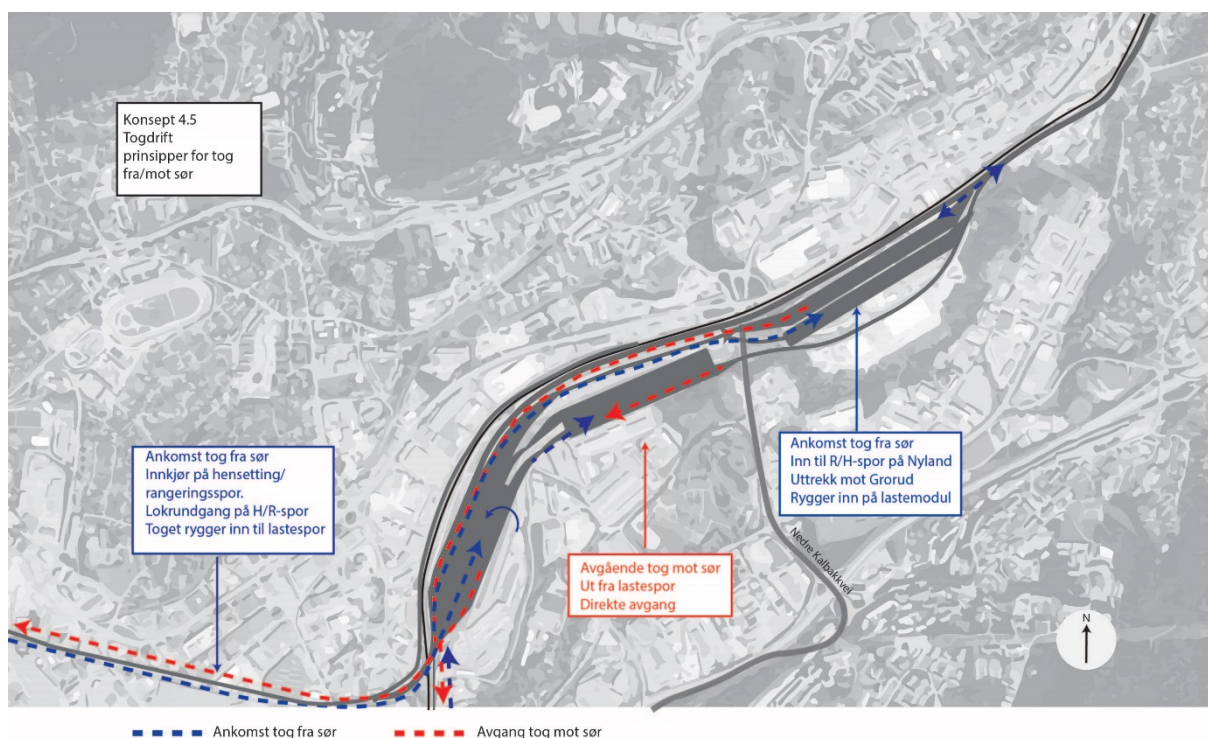 Konsept 4.5
Togdrift
prinsipper for tog
fra/mot sør
Ankomst tog fra sør
Innkjør på hensetting/
rangeringsspor.
Lokrundgang på H/R-spor
Toget rygger inn til lastespor
Avgående tog mot sør
Ut fra lastespor
Direkte avgang
Ankomst tog fra sør
Inn til R/H-spor på Nyland
Uttrekk mot Grorud
Rygger inn på lastemodul
Nedre Kalbakkvei
N
Ankomst tog fra sør
Avgang tog mot sør